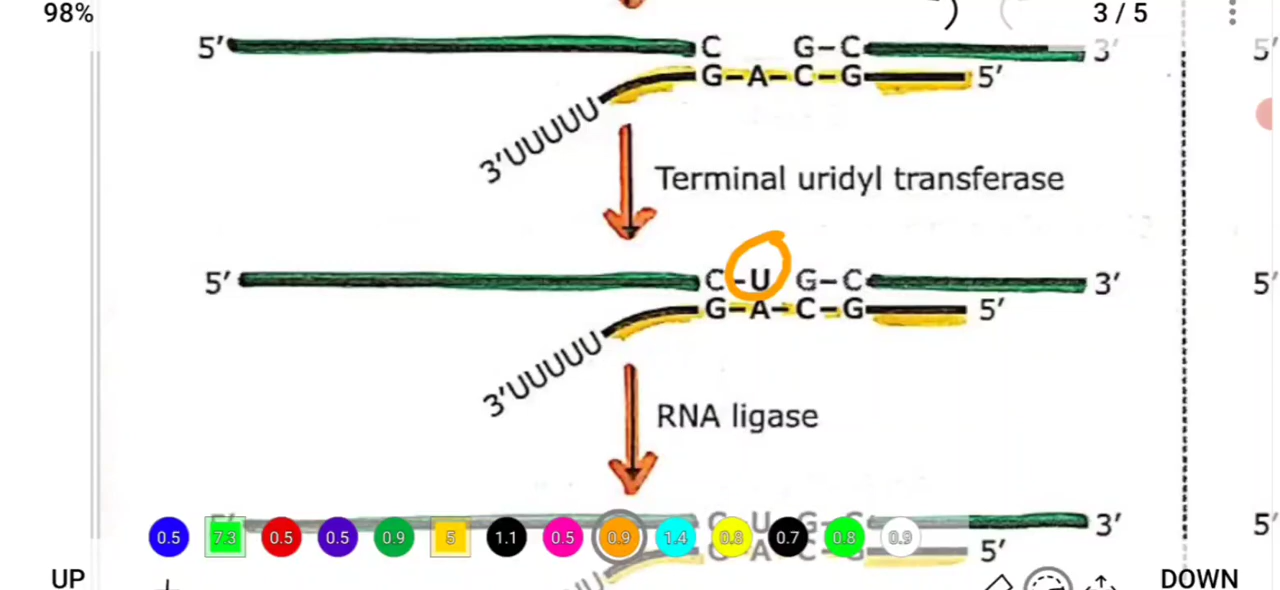 98%
3 / 5
5' C G-C 3' 5'
G-A-C-G 5'
3'UUUUU
Terminal uridyl transferase
5' C-U G-C 3' 5'
G-A-C-G 5'
3'UUUUU
RNA ligase
5' C U G-C 3' 5'
0.5 7.3 0.5 0.5 0.9 5 1.1 0.5 0.9 1.4 0.8 0.7 0.8 0.9
G A C-G 5'
UP
DOWN